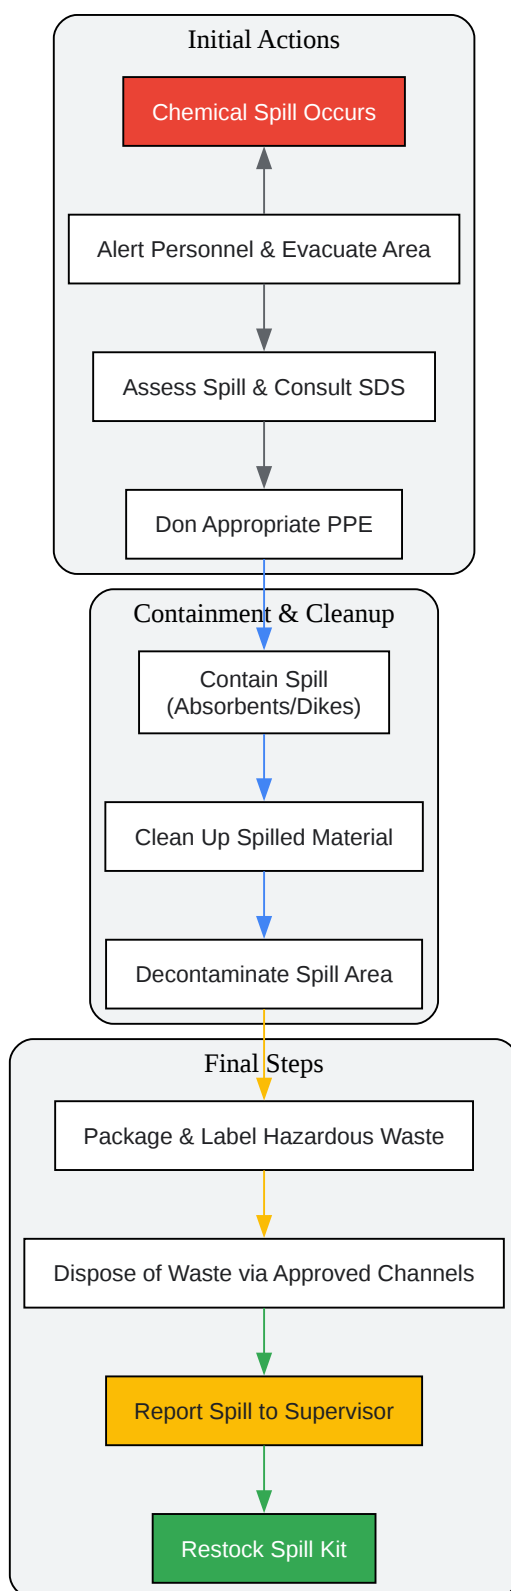 Initial Actions
Chemical Spill Occurs
Alert Personnel & Evacuate Area
Assess Spill & Consult SDS
Don Appropriate PPE
Containment & Cleanup
Contain Spill
(Absorbents/Dikes)
Clean Up Spilled Material
Decontaminate Spill Area
Final Steps
Package & Label Hazardous Waste
Dispose of Waste via Approved Channels
Report Spill to Supervisor
Restock Spill Kit